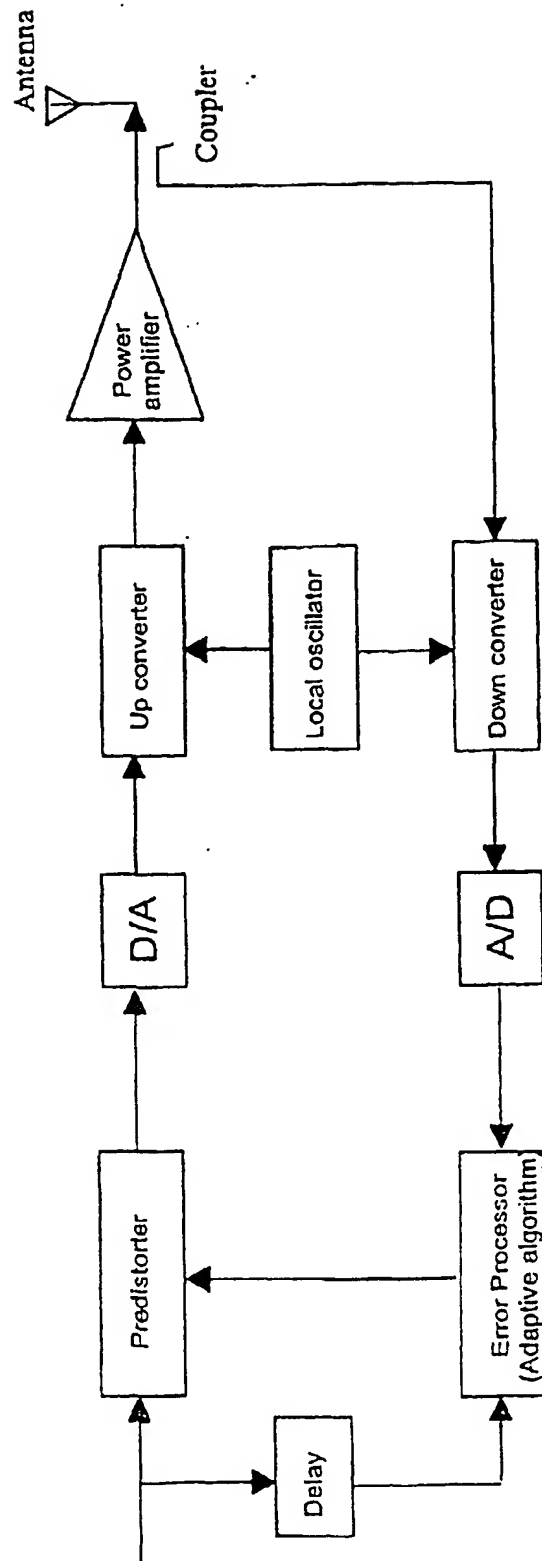 Antenna
Coupler
Power
amplifier
Up converter
Local oscillator
Down converter
D/A
A/D
Predistorter
Error Processor
(Adaptive algorithm)
Delay